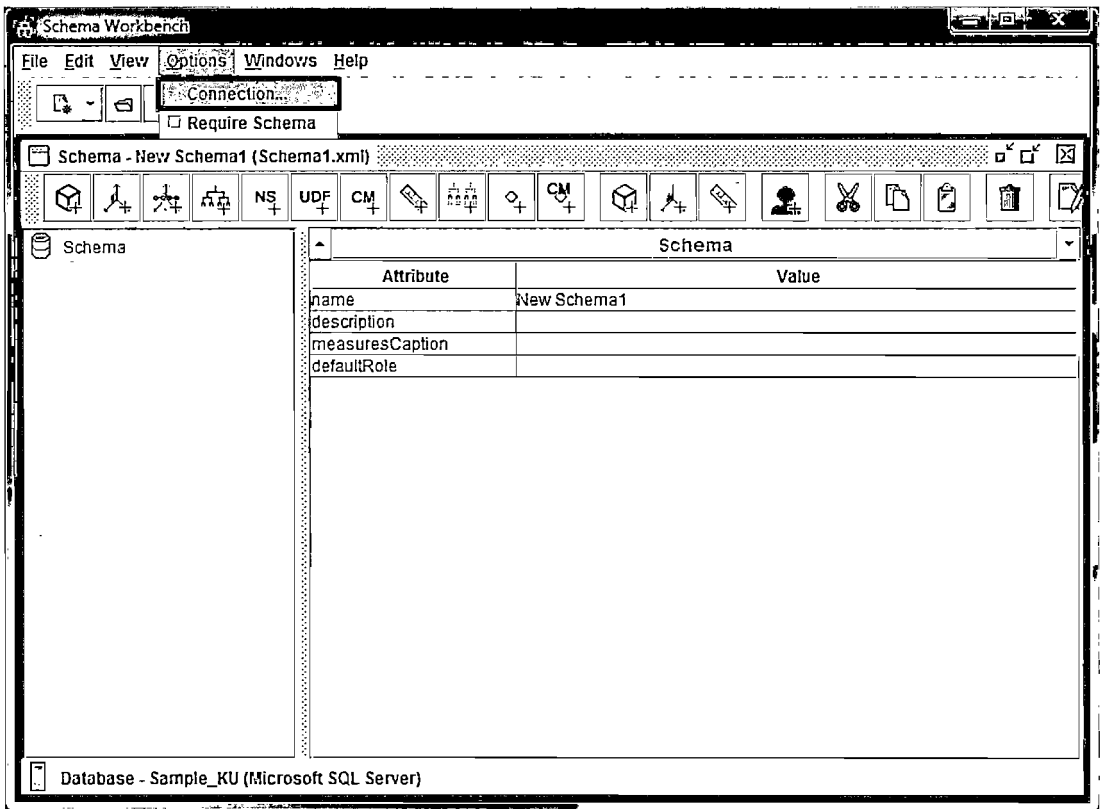 Schema Workbench
File Edit View Options Windows Help
Connection...
Require Schema
Schema - New Schema1 (Schema1.xml)
NS UDF CM CM
Schema
Schema
Attribute Value
name New Schema1
description
measuresCaption
defaultRole
Database - Sample_KU (Microsoft SQL Server)